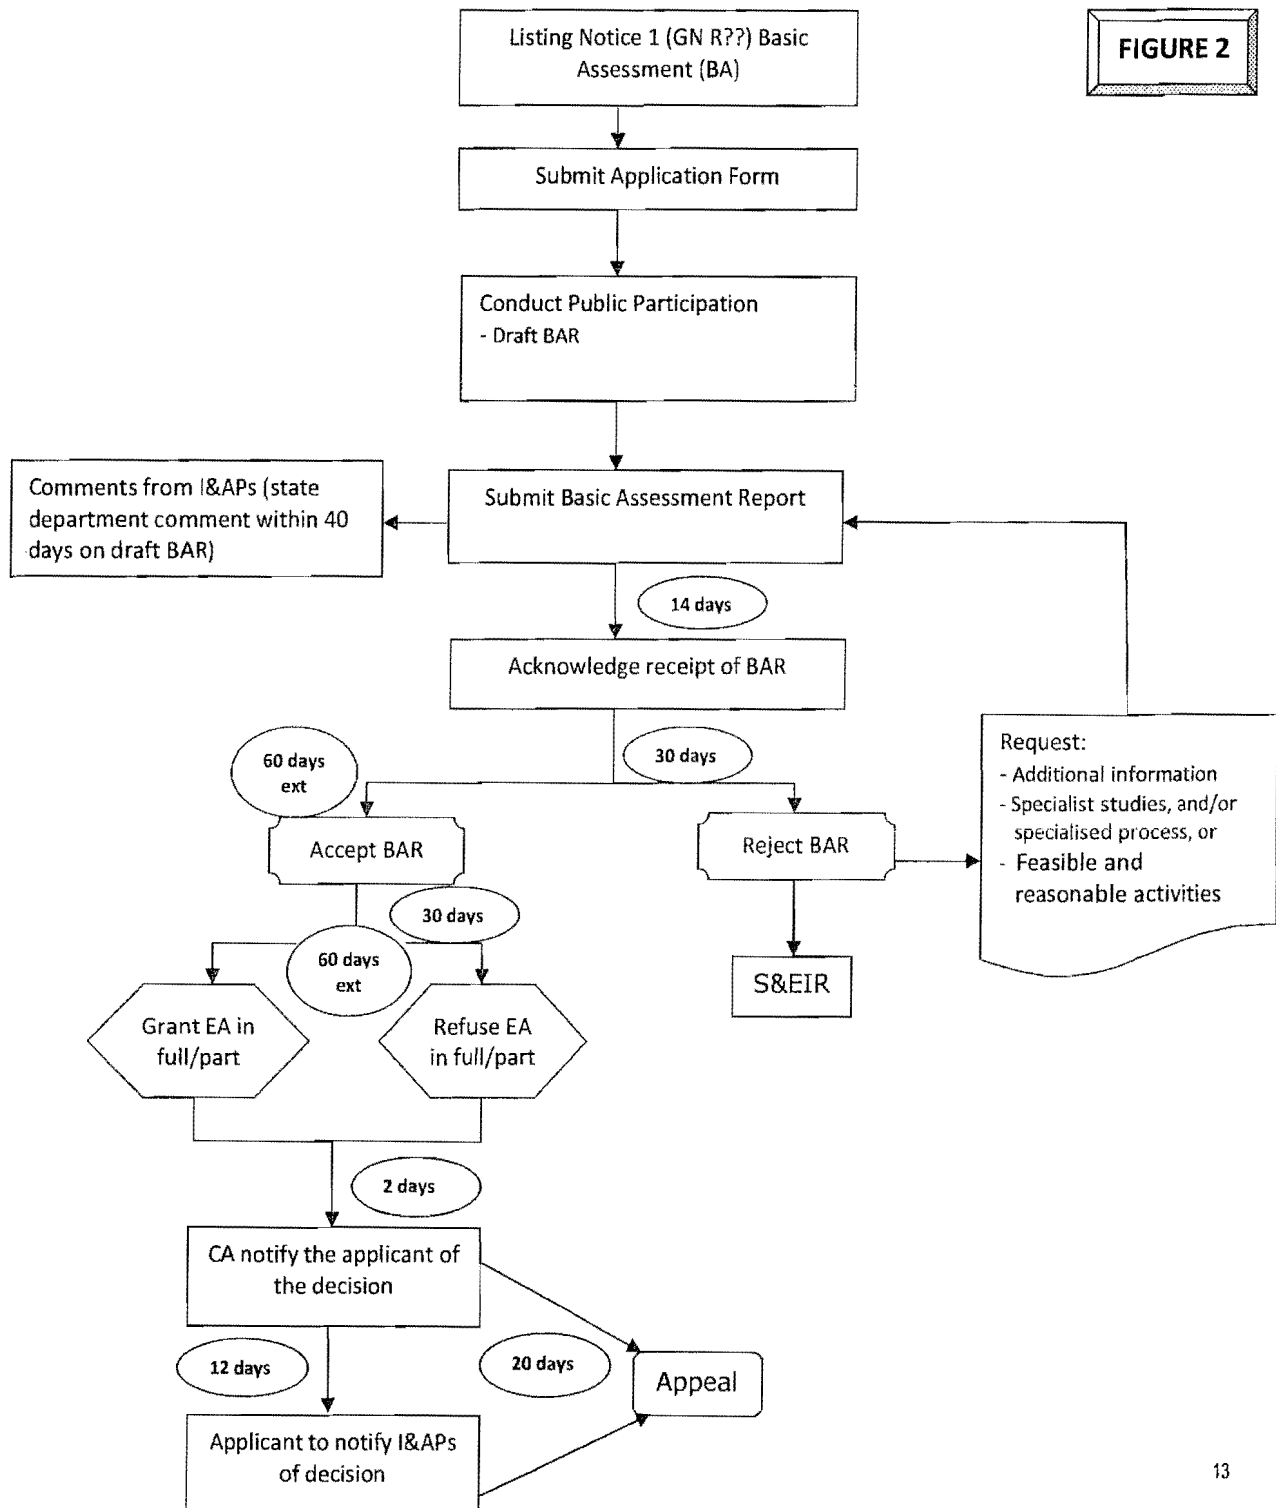 Listing Notice 1 (GN R??) Basic
Assessment (BA)
FIGURE 2
Submit Application Form
Conduct Public Participation
- Draft BAR
Comments from I&APs (state
department comment within 40
days on draft BAR)
Submit Basic Assessment Report
14 days
Acknowledge receipt of BAR
60 days
ext
30 days
Request:
- Additional information
- Specialist studies, and/or
specialised process, or
- Feasible and
reasonable activities
Accept BAR
Reject BAR
30 days
60 days
ext
S&EIR
Grant EA in
full/part
Refuse EA
in full/part
2 days
CA notify the applicant of
the decision
12 days
20 days
Appeal
Applicant to notify I&APs
of decision
13